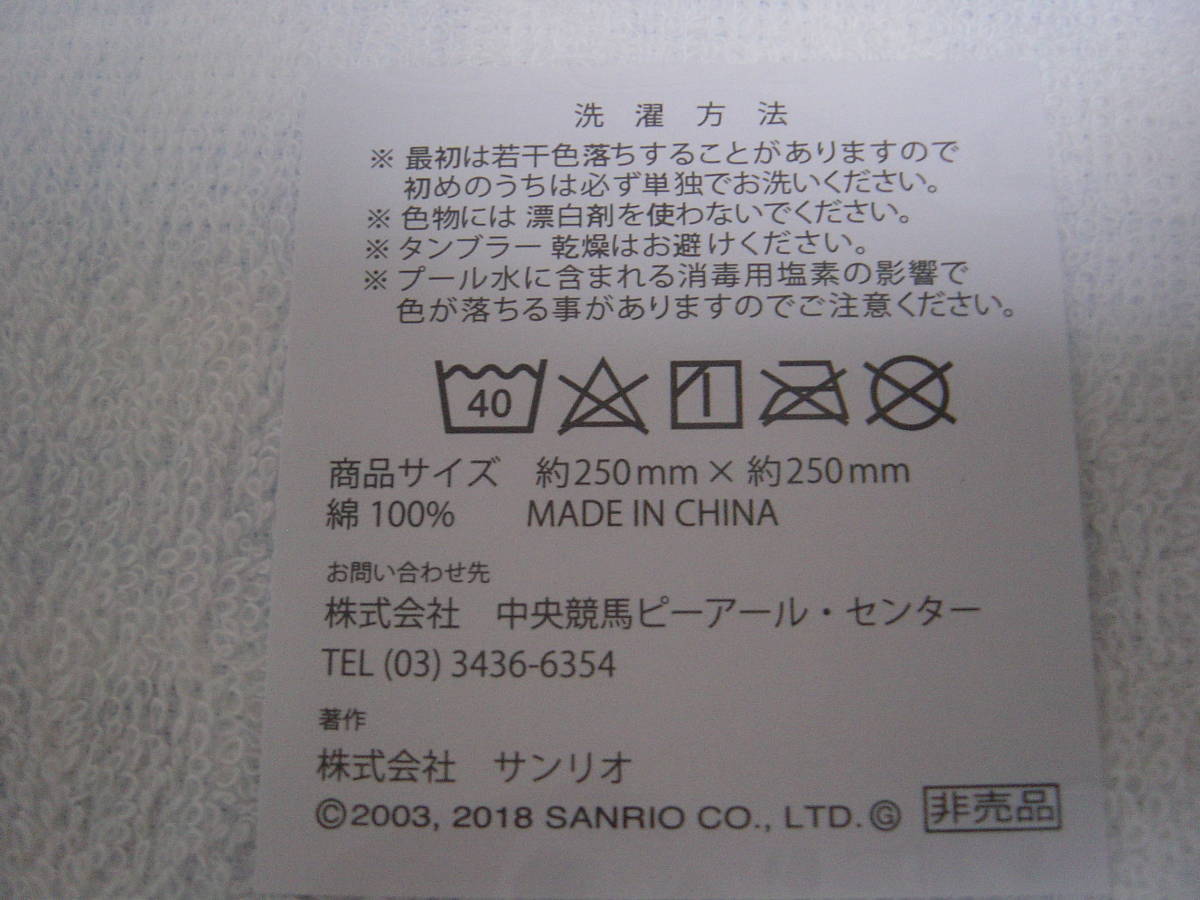 洗濯方法
※ 最初は若干色落ちすることがありますので
初めのうちは必ず単独でお洗いください。
※ 色物には 漂白剤を使わないでください。
※ タンブラー 乾燥はお避けください。
※ プール水に含まれる消毒用塩素の影響で
色が落ちる事がありますのでご注意ください。
40
商品サイズ 約250mm × 約250mm
綿 100% MADE IN CHINA
お問い合わせ先
株式会社 中央競馬ピーアール・センター
TEL (03) 3436-6354
著作
株式会社 サンリオ
©2003, 2018 SANRIO CO., LTD. Ⓖ 非売品